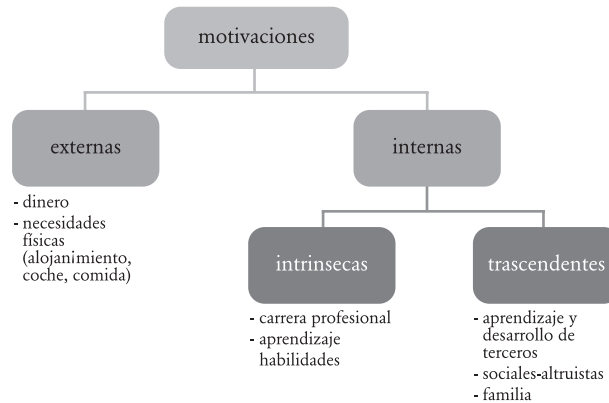 motivaciones
externas
internas
- dinero
- necesidades
físicas
(alojanimiento,
coche, comida)
intrinsecas
trascendentes
- carrera profesional
- aprendizaje
habilidades
- aprendizaje y
desarrollo de
terceros
- sociales-altruistas
- familia